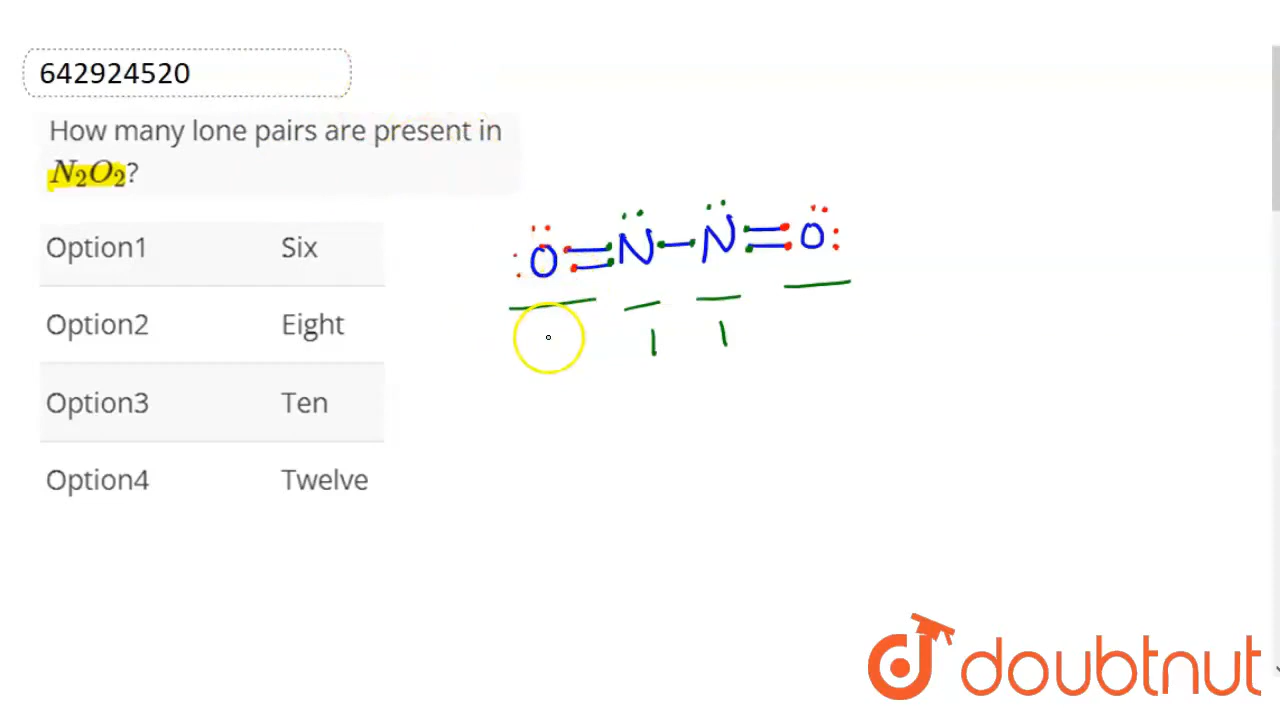 642924520
How many lone pairs are present in
N₂O₂?
Option1 Six
Option2 Eight
Option3 Ten
Option4 Twelve
O=N-N=O
1 1
doubtnut